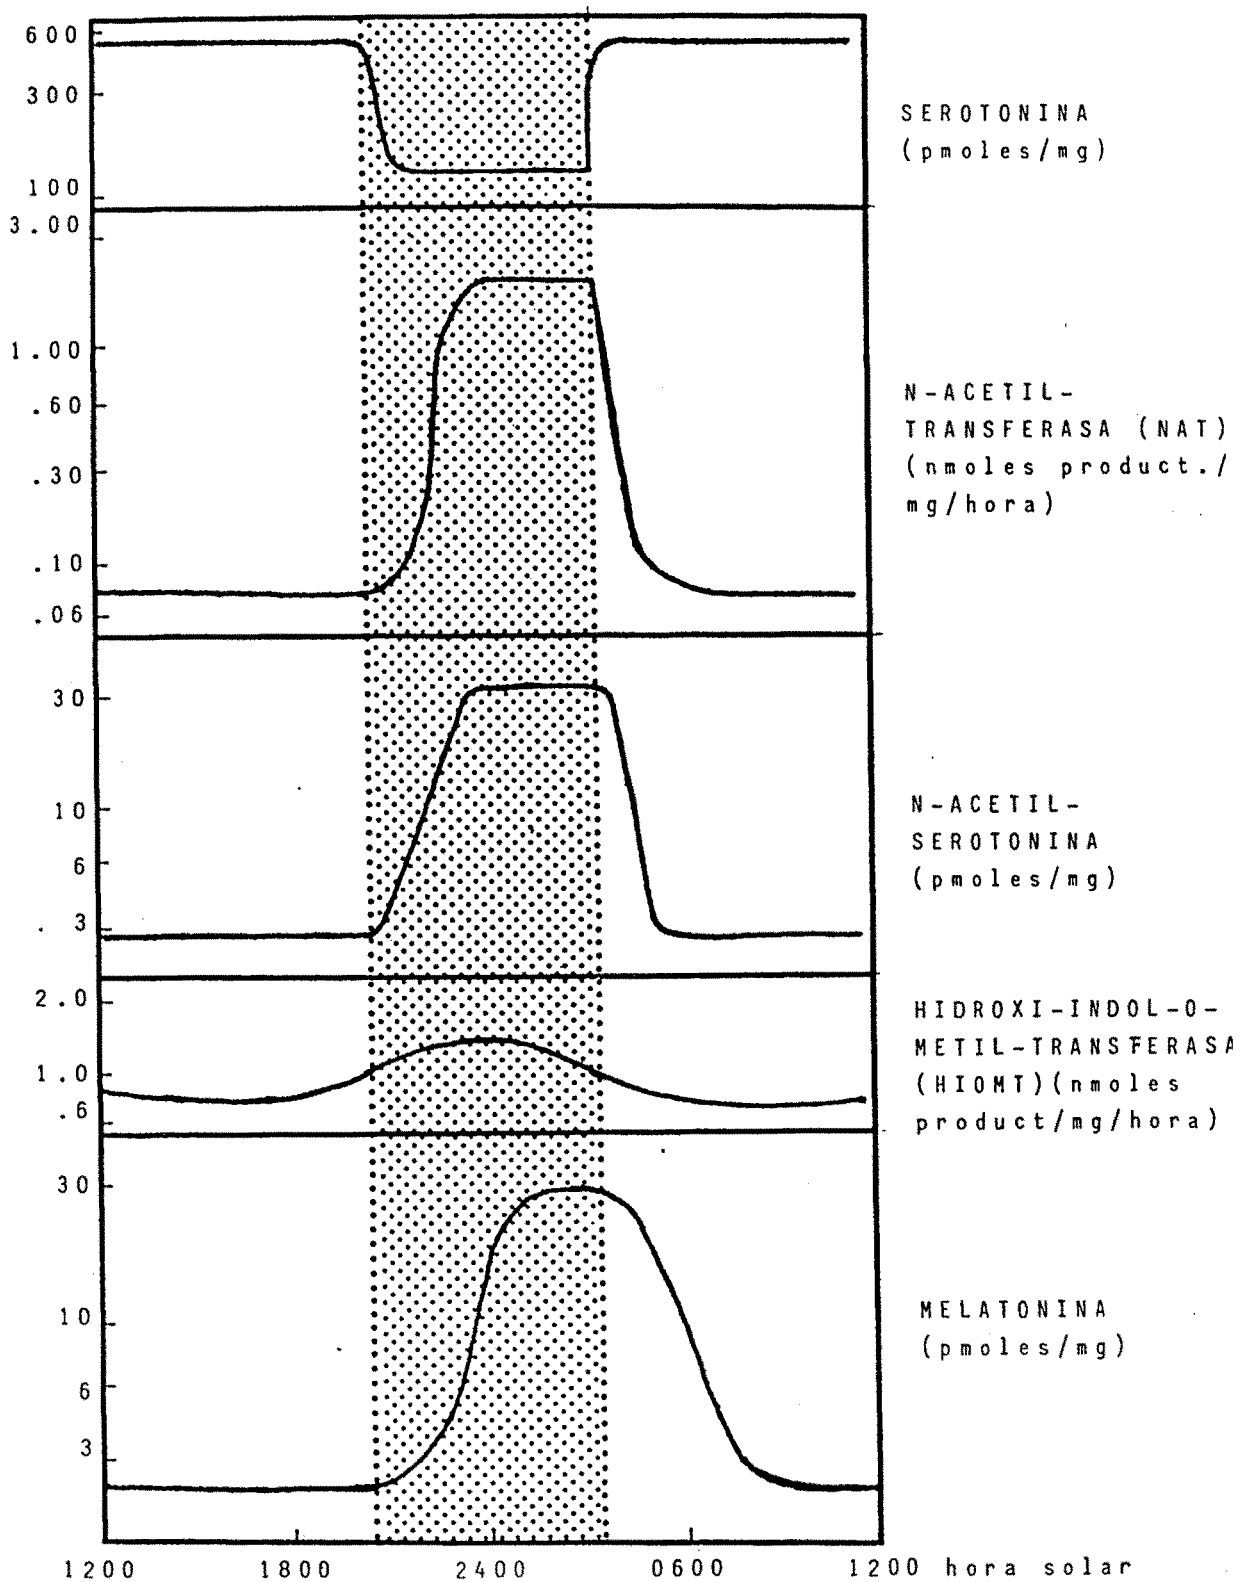 600
300
100
SEROTONINA
(pmoles/mg)
3.00
1.00
.60
.30
.10
.06
N-ACETIL-
TRANSFERASA (NAT)
(nmoles product./
mg/hora)
30
10
6
3
N-ACETIL-
SEROTONINA
(pmoles/mg)
2.0
1.0
.6
HIDROXI-INDOL-O-
METIL-TRANSFERASA
(HIOMT)(nmoles
product/mg/hora)
30
10
6
3
MELATONINA
(pmoles/mg)
1200 1800 2400 0600 1200 hora solar